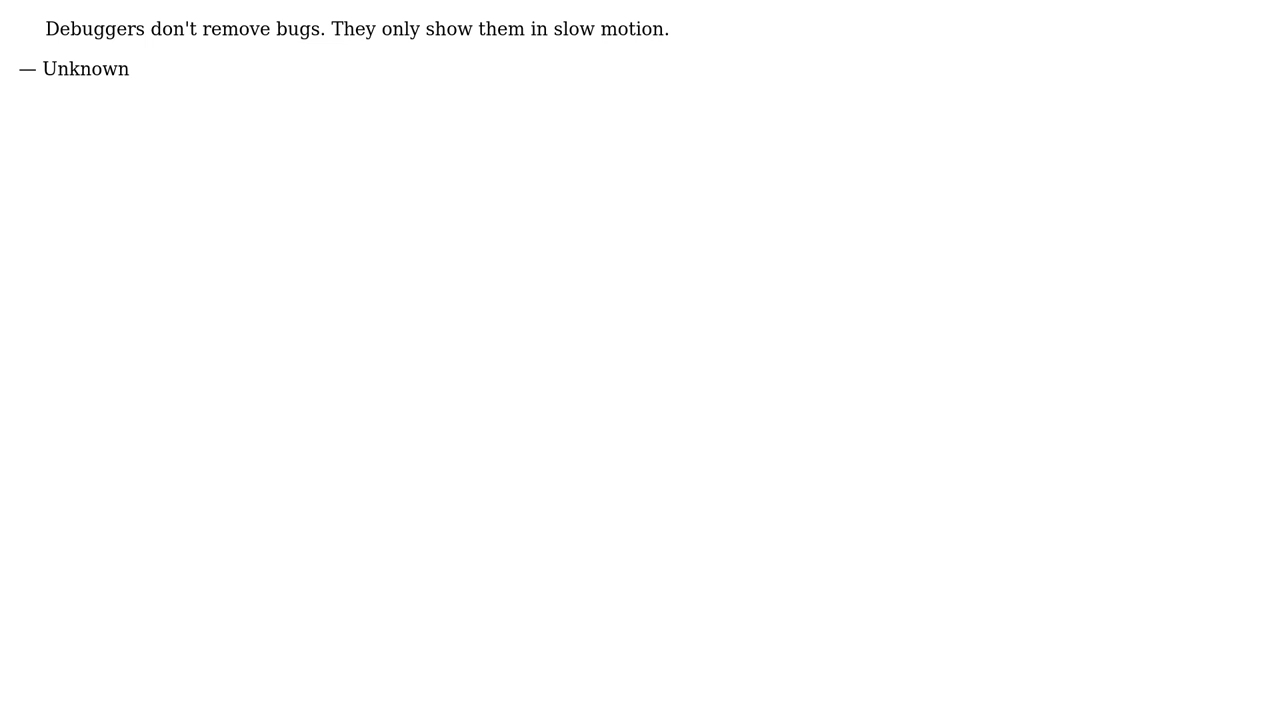 Debuggers don't remove bugs. They only show them in slow motion.
— Unknown